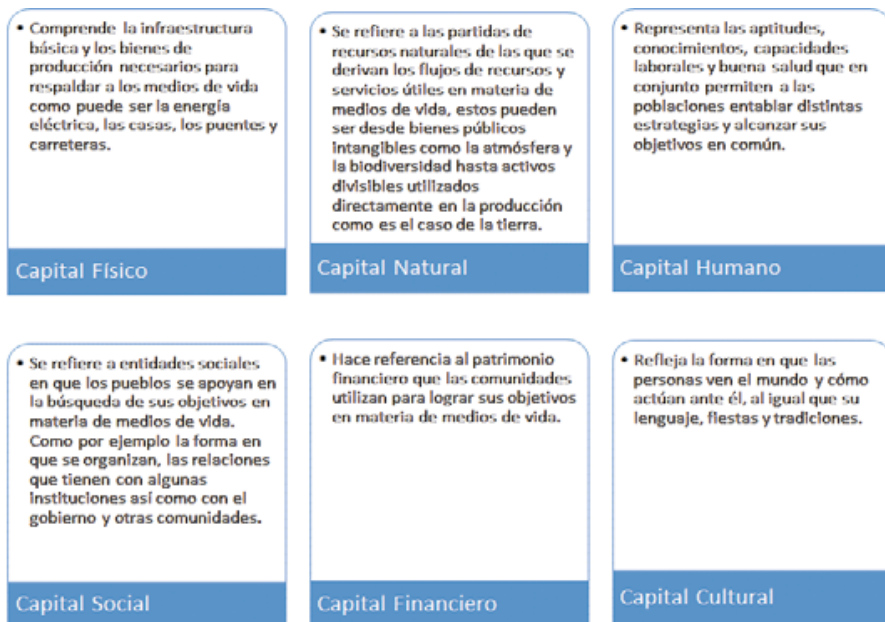 • Comprende la infraestructura
básica y los bienes de
producción necesarios para
respaldar a los medios de vida
como puede ser la energía
eléctrica, las casas, los puentes y
carreteras.
Capital Físico
• Se refiere a las partidas de
recursos naturales de las que se
derivan los flujos de recursos y
servicios útiles en materia de
medios de vida, estos pueden
ser desde bienes públicos
intangibles como la atmósfera y
la biodiversidad hasta activos
divisibles utilizados
directamente en la producción
como es el caso de la tierra.
Capital Natural
• Representa las aptitudes,
conocimientos, capacidades
laborales y buena salud que en
conjunto permiten a las
poblaciones entablar distintas
estrategias y alcanzar sus
objetivos en común.
Capital Humano
• Se refiere a entidades sociales
en que los pueblos se apoyan en
la búsqueda de sus objetivos en
materia de medios de vida.
Como por ejemplo la forma en
que se organizan, las relaciones
que tienen con algunas
instituciones así como con el
gobierno y otras comunidades.
Capital Social
• Hace referencia al patrimonio
financiero que las comunidades
utilizan para lograr sus objetivos
en materia de medios de vida.
Capital Financiero
• Refleja la forma en que las
personas ven el mundo y cómo
actúan ante él, al igual que su
lenguaje, fiestas y tradiciones.
Capital Cultural